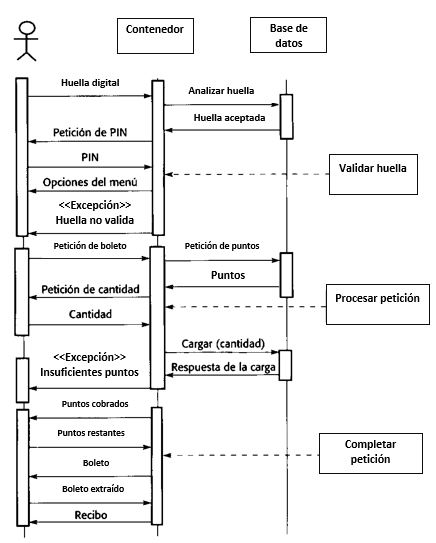 Contenedor
Base de
datos
Huella digital
Analizar huella
Huella aceptada
Petición de PIN
PIN
Validar huella
Opciones del menú
<<Excepción>>
Huella no valida
Petición de boleto
Petición de puntos
Puntos
Petición de cantidad
Procesar petición
Cantidad
Cargar (cantidad)
<<Excepción>>
Insuficientes puntos
Respuesta de la carga
Puntos cobrados
Puntos restantes
Completar
petición
Boleto
Boleto extraído
Recibo